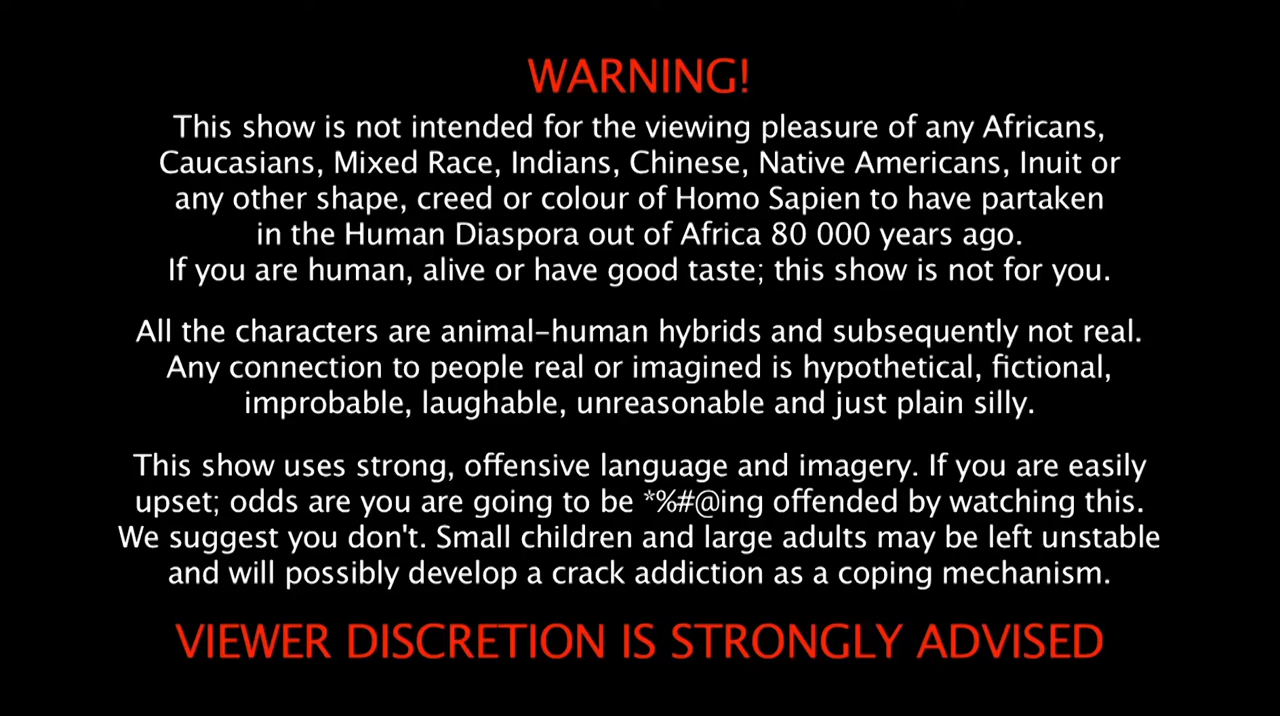 WARNING!
This show is not intended for the viewing pleasure of any Africans,
Caucasians, Mixed Race, Indians, Chinese, Native Americans, Inuit or
any other shape, creed or colour of Homo Sapien to have partaken
in the Human Diaspora out of Africa 80 000 years ago.
If you are human, alive or have good taste; this show is not for you.
All the characters are animal-human hybrids and subsequently not real.
Any connection to people real or imagined is hypothetical, fictional,
improbable, laughable, unreasonable and just plain silly.
This show uses strong, offensive language and imagery. If you are easily
upset; odds are you are going to be *%#@ing offended by watching this.
We suggest you don't. Small children and large adults may be left unstable
and will possibly develop a crack addiction as a coping mechanism.
VIEWER DISCRETION IS STRONGLY ADVISED